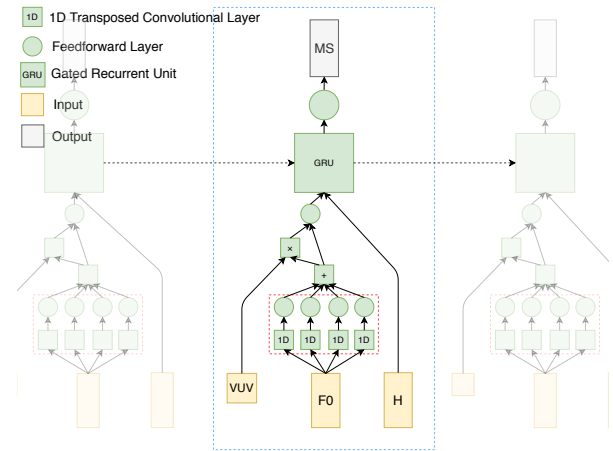 1D 1D Transposed Convolutional Layer
Feedforward Layer
GRU Gated Recurrent Unit
Input
Output
MS
GRU
×
+
1D 1D 1D 1D
VUV F0 H